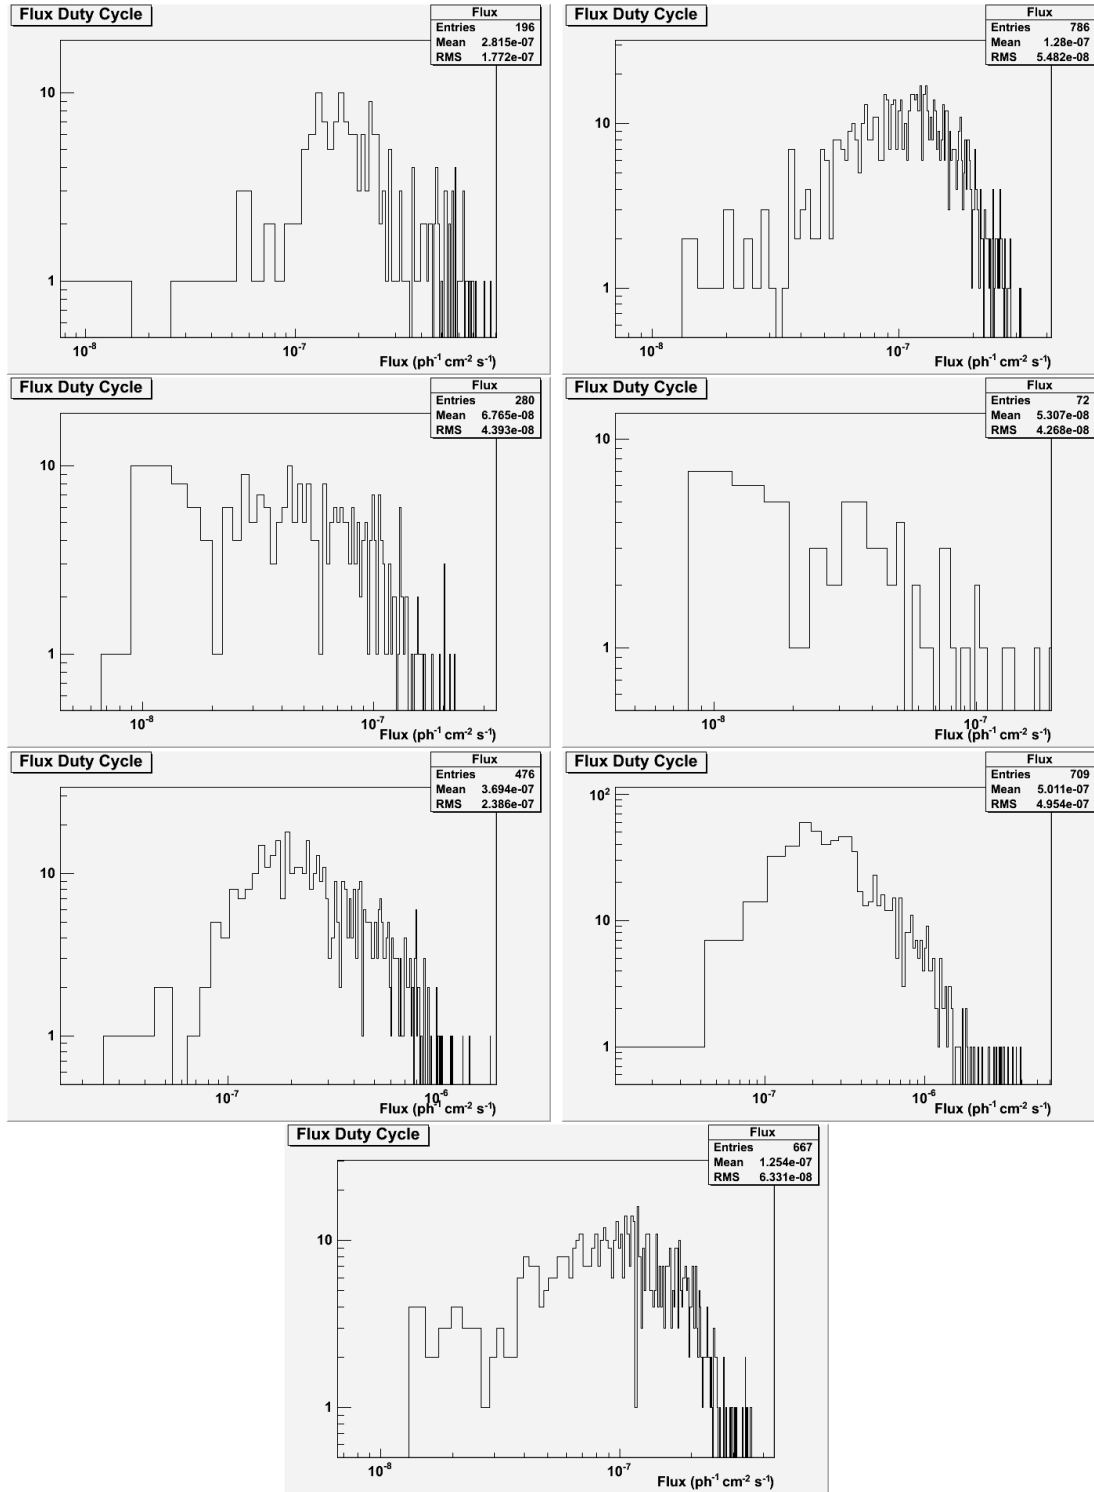 Flux Duty Cycle
Flux
Entries 196
Mean 2.815e-07
RMS 1.772e-07
10
1
10-8
10-7
Flux (ph-1 cm-2 s-1)
Flux Duty Cycle
Flux
Entries 786
Mean 1.28e-07
RMS 5.482e-08
10
1
10-8
10-7
Flux (ph-1 cm-2 s-1)
Flux Duty Cycle
Flux
Entries 280
Mean 6.765e-08
RMS 4.393e-08
10
1
10-8
10-7
Flux (ph-1 cm-2 s-1)
Flux Duty Cycle
Flux
Entries 72
Mean 5.307e-08
RMS 4.268e-08
10
1
10-8
10-7
Flux (ph-1 cm-2 s-1)
Flux Duty Cycle
Flux
Entries 476
Mean 3.694e-07
RMS 2.386e-07
10
1
10-7
10-6
Flux (ph-1 cm-2 s-1)
Flux Duty Cycle
Flux
Entries 709
Mean 5.011e-07
RMS 4.954e-07
102
10
1
10-7
10-6
Flux (ph-1 cm-2 s-1)
Flux Duty Cycle
Flux
Entries 667
Mean 1.254e-07
RMS 6.331e-08
10
1
10-8
10-7
Flux (ph-1 cm-2 s-1)